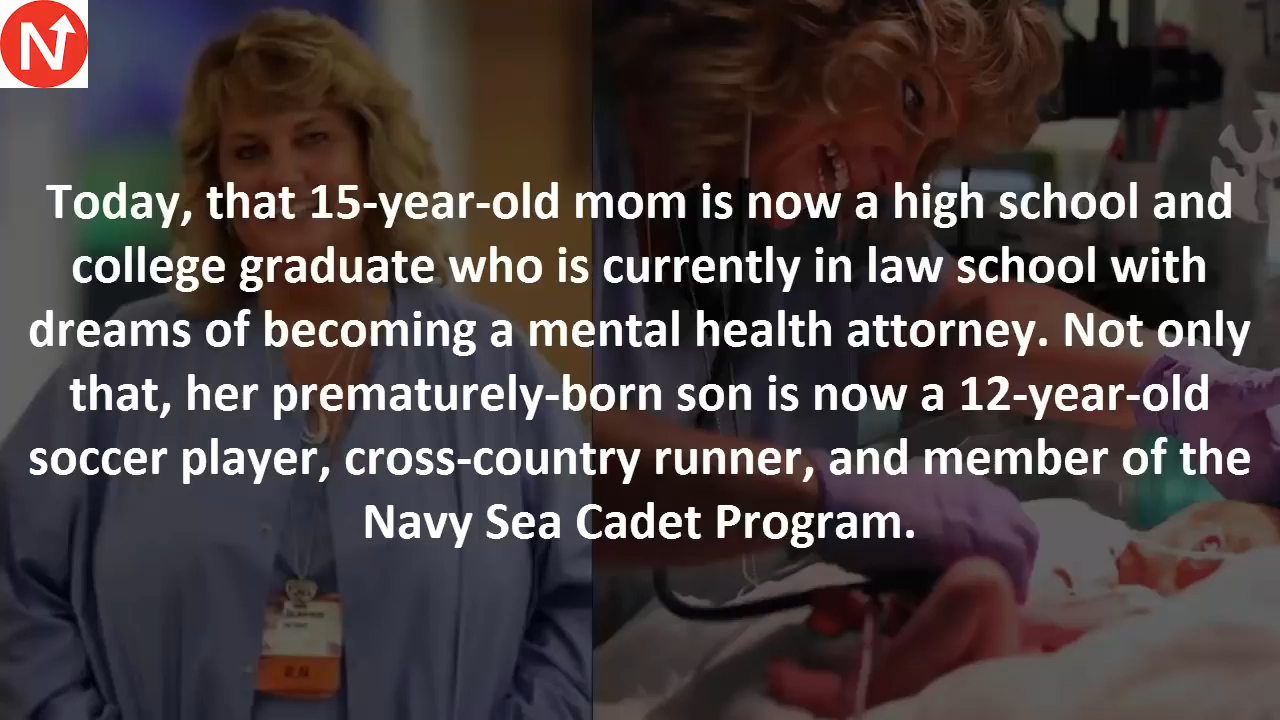 Today, that 15-year-old mom is now a high school and
college graduate who is currently in law school with
dreams of becoming a mental health attorney. Not only
that, her prematurely-born son is now a 12-year-old
soccer player, cross-country runner, and member of the
Navy Sea Cadet Program.
N